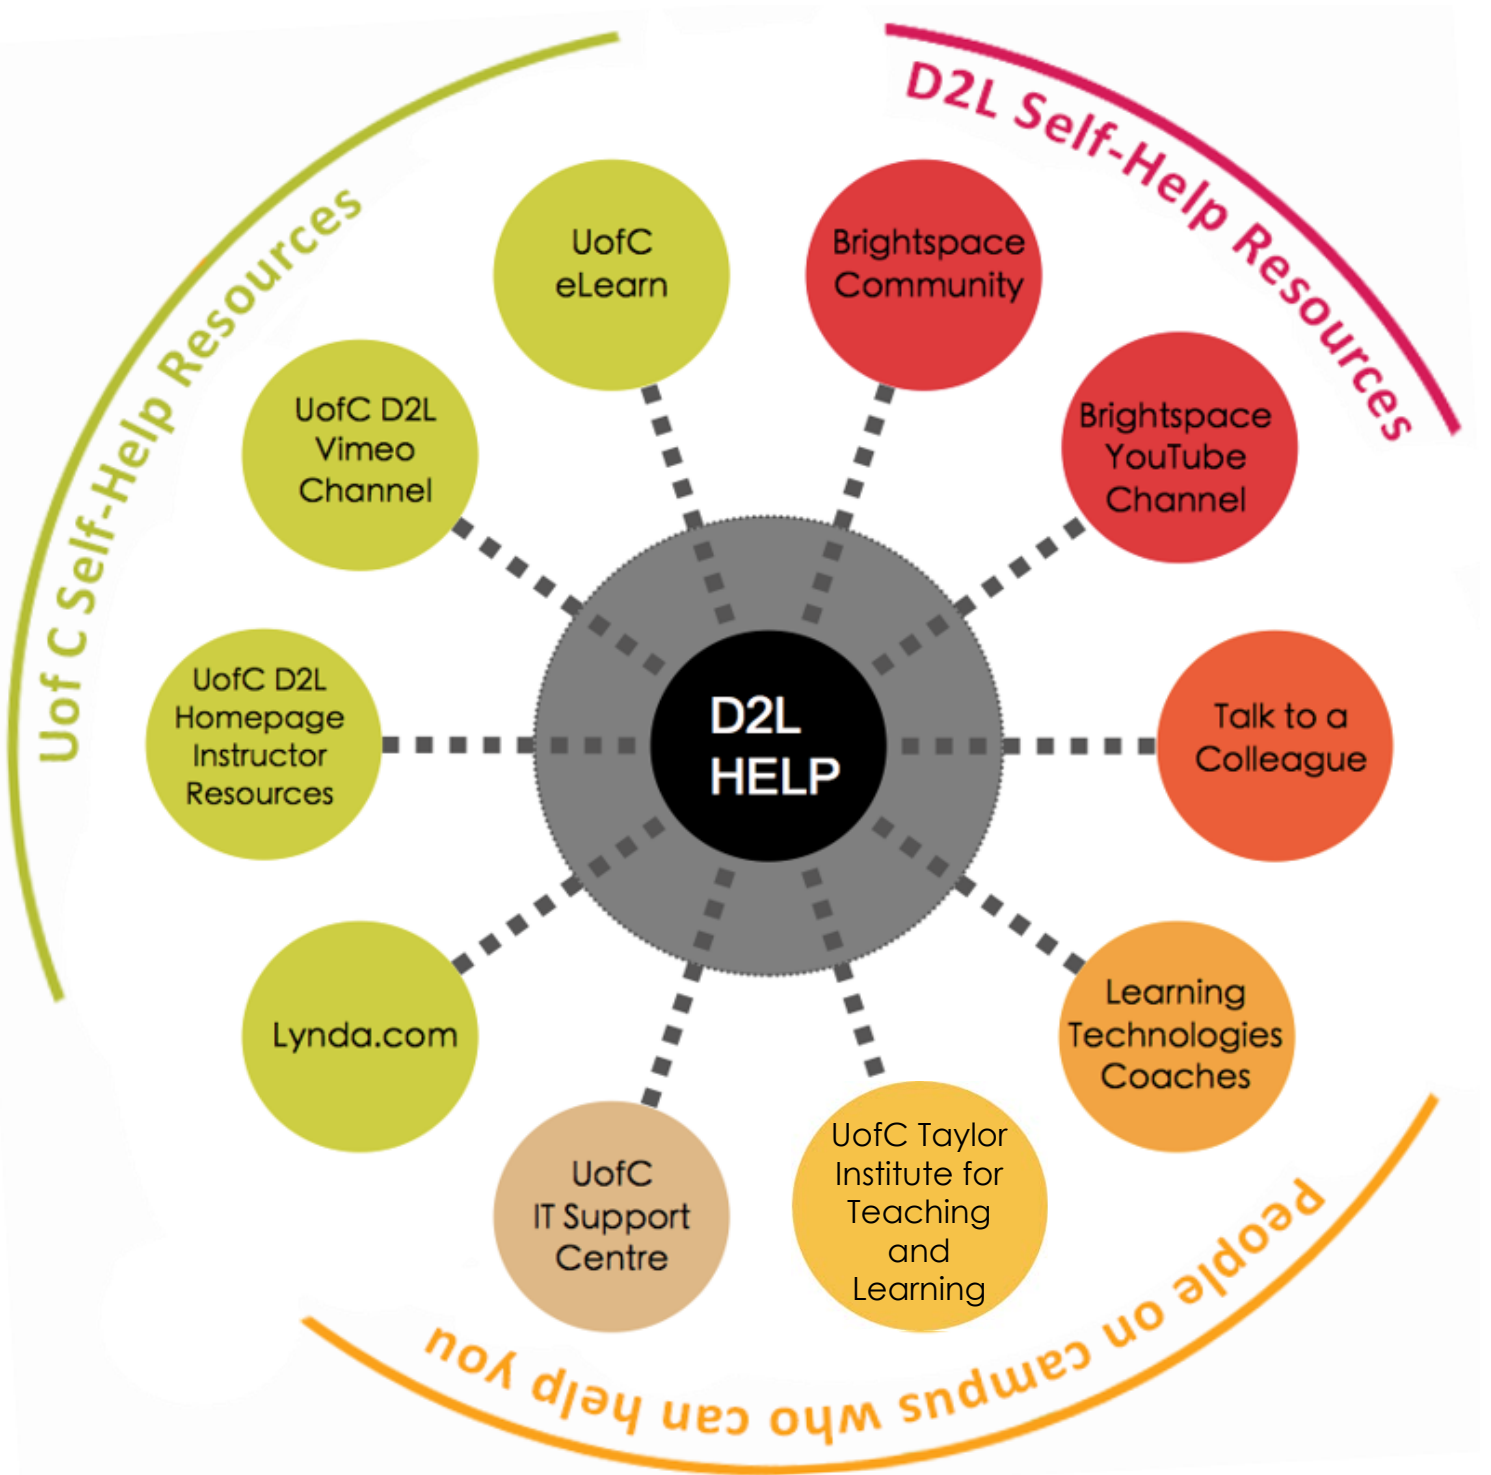 D2L Self-Help Resources
Uof C Self-Help Resources
UofC
eLearn
Brightspace
Community
UofC D2L
Vimeo
Channel
Brightspace
YouTube
Channel
UofC D2L
Homepage
Instructor
Resources
D2L
HELP
Talk to a
Colleague
Lynda.com
Learning
Technologies
Coaches
UofC
IT Support
Centre
UofC Taylor
Institute for
Teaching
and
Learning
People on campus who can help you